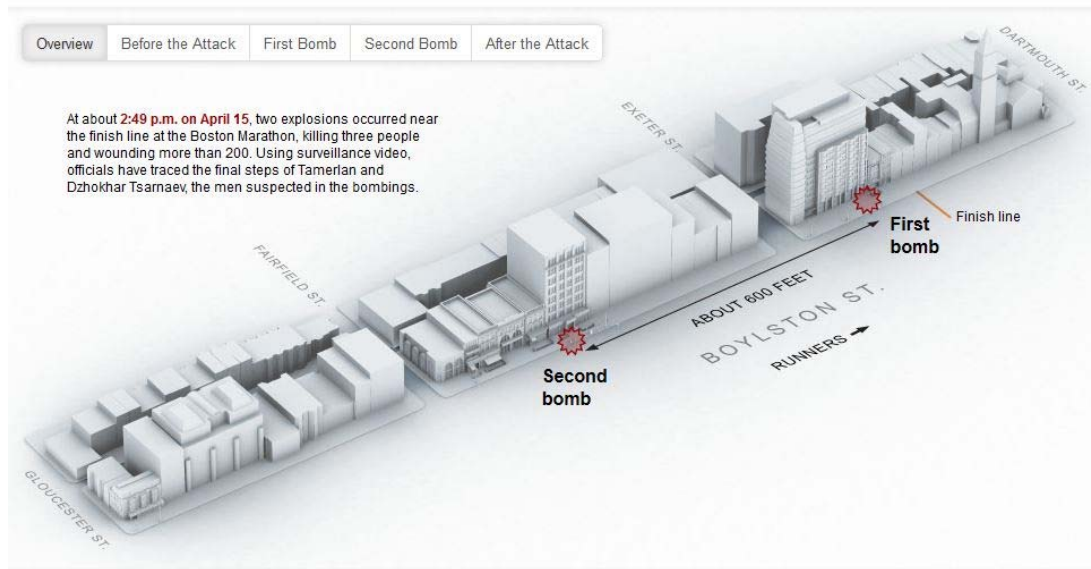 Overview
Before the Attack
First Bomb
Second Bomb
After the Attack
At about 2:49 p.m. on April 15, two explosions occurred near
the finish line at the Boston Marathon, killing three people
and wounding more than 200. Using surveillance video,
officials have traced the final steps of Tamerlan and
Dzhokhar Tsarnaev, the men suspected in the bombings.
DARTMOUTH ST.
EXETER ST.
Finish line
First
bomb
FAIRFIELD ST.
ABOUT 600 FEET
BOYLSTON ST.
RUNNERS
Second
bomb
GLOUCESTER ST.